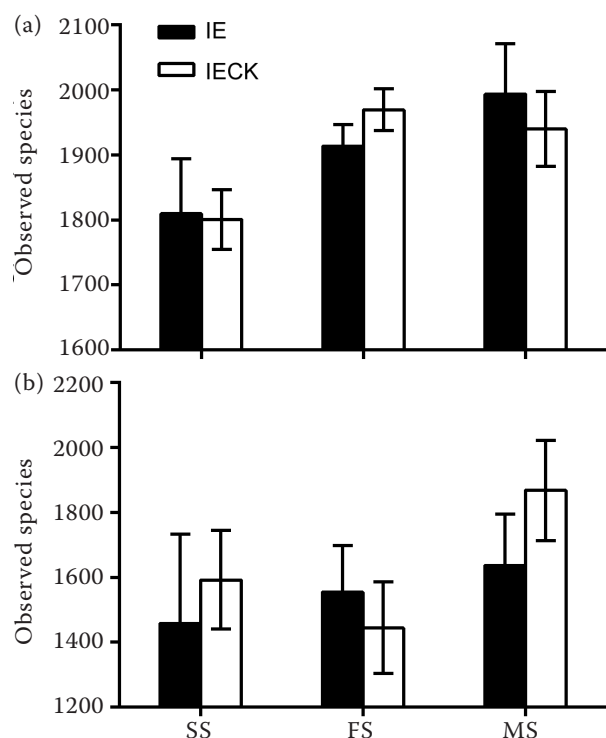 (a)
IE
IECK
Observed species
2100
2000
1900
1800
1700
1600
(b)
Observed species
2200
2000
1800
1600
1400
1200
SS FS MS